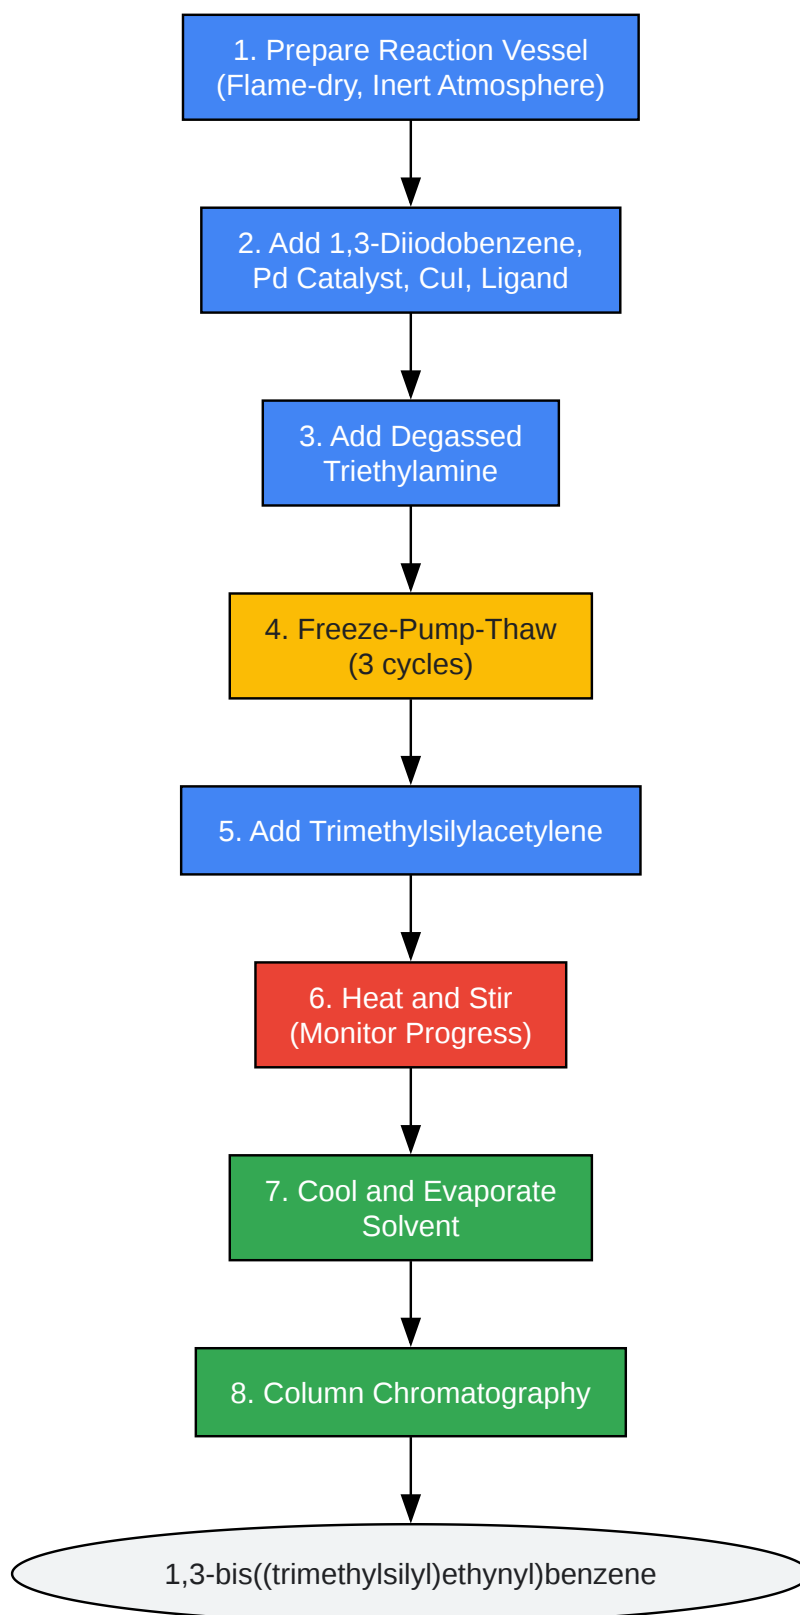 1. Prepare Reaction Vessel
(Flame-dry, Inert Atmosphere)
2. Add 1,3-Diiodobenzene,
Pd Catalyst, CuI, Ligand
3. Add Degassed
Triethylamine
4. Freeze-Pump-Thaw
(3 cycles)
5. Add Trimethylsilylacetylene
6. Heat and Stir
(Monitor Progress)
7. Cool and Evaporate
Solvent
8. Column Chromatography
1,3-bis((trimethylsilyl)ethynyl)benzene